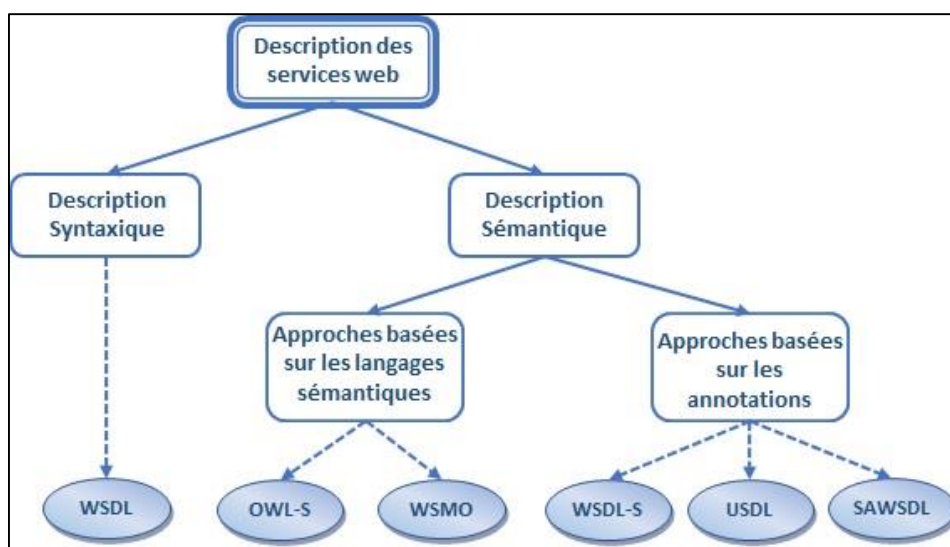 Description des
services web
Description
Syntaxique
Description
Sémantique
Approches basées
sur les langages
sémantiques
Approches basées
sur les
annotations
WSDL
OWL-S
WSMO
WSDL-S
USDL
SAWSDL